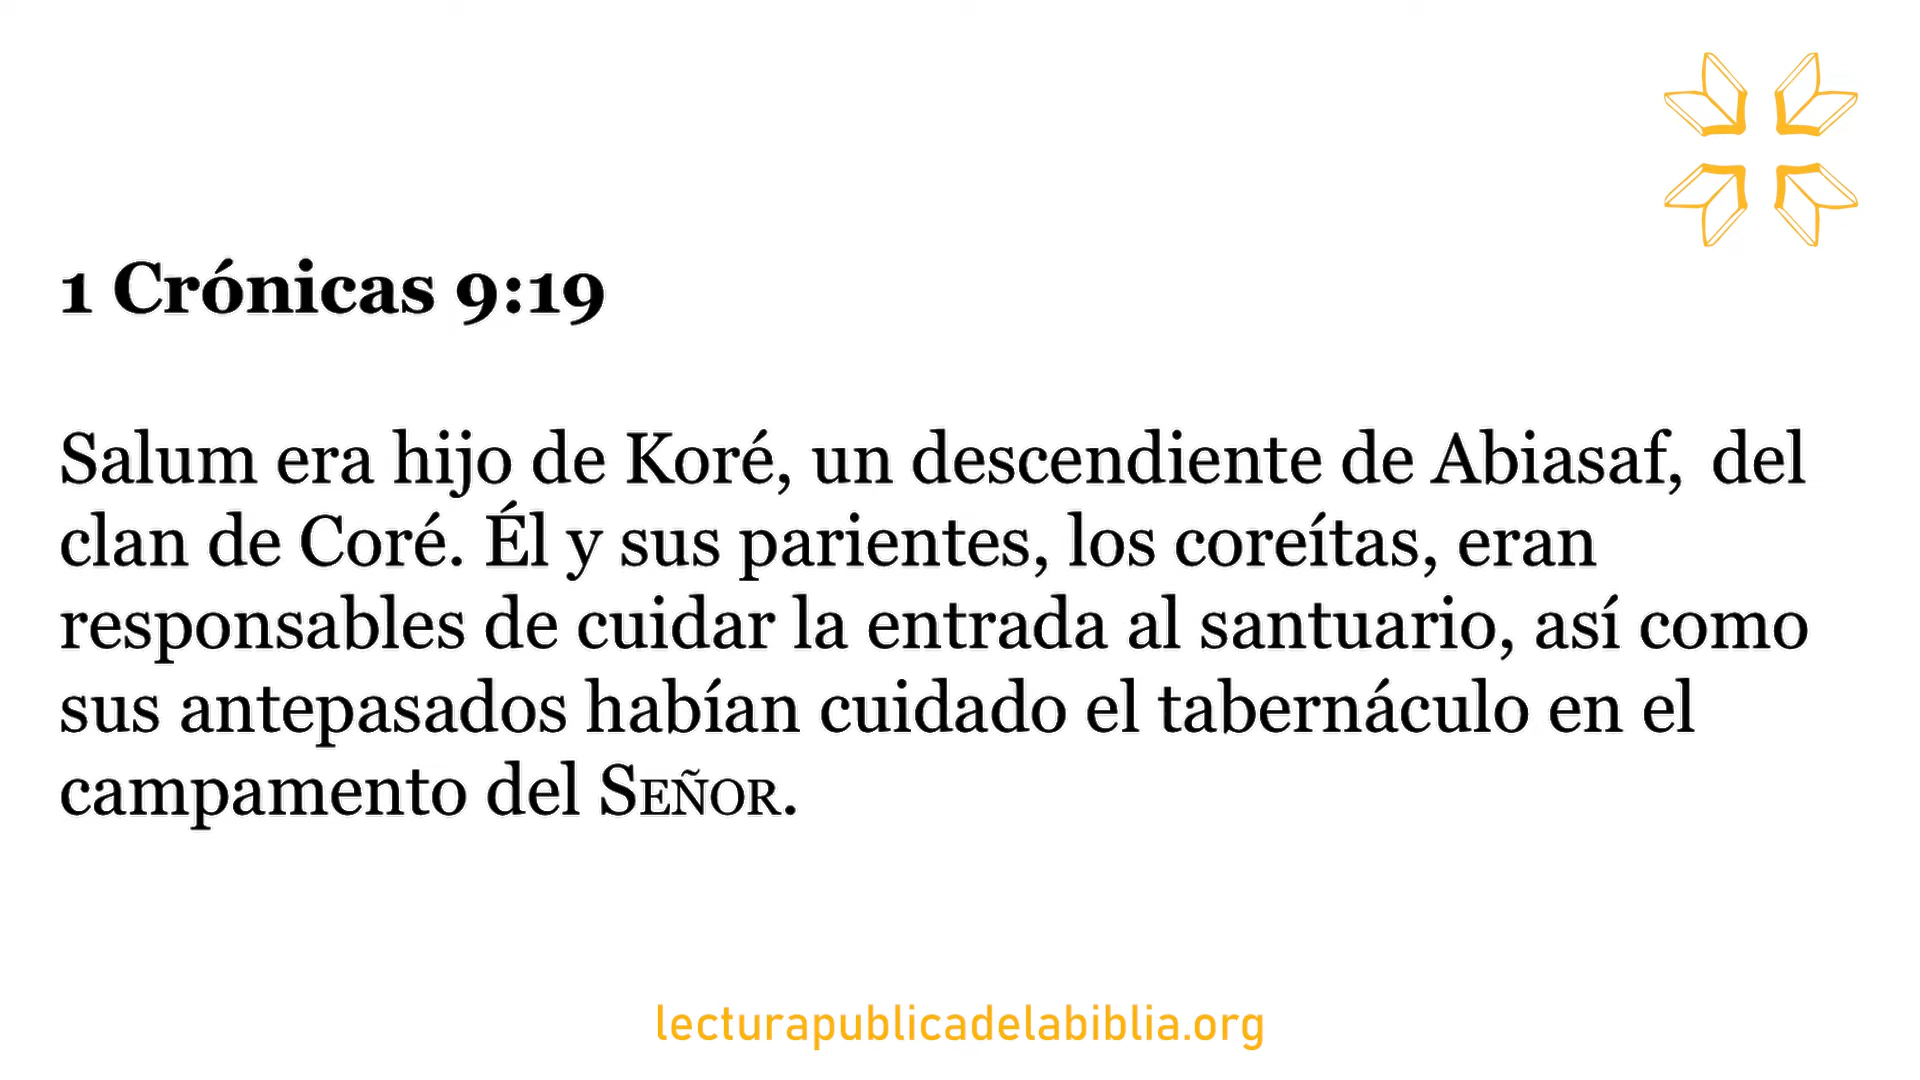 1 Crónicas 9:19
Salum era hijo de Koré, un descendiente de Abiasaf, del
clan de Coré. Él y sus parientes, los coreítas, eran
responsables de cuidar la entrada al santuario, así como
sus antepasados habían cuidado el tabernáculo en el
campamento del SEÑOR.
lecturapublicadelabiblia.org